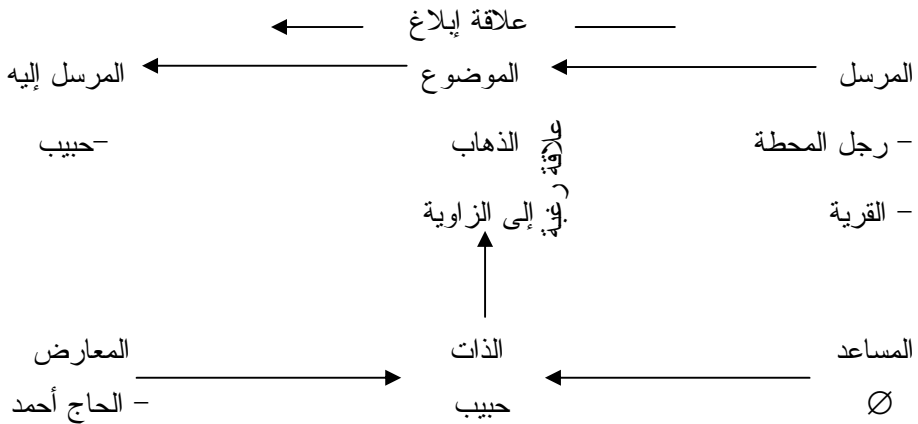 علاقة إبلاغ
المرسل الموضوع المرسل إليه
– رجل المحطة الذهاب –حبيب
علاقة رغبة
– القرية إلى الزاوية
المساعد الذات المعارض
∅ حبيب – الحاج أحمد